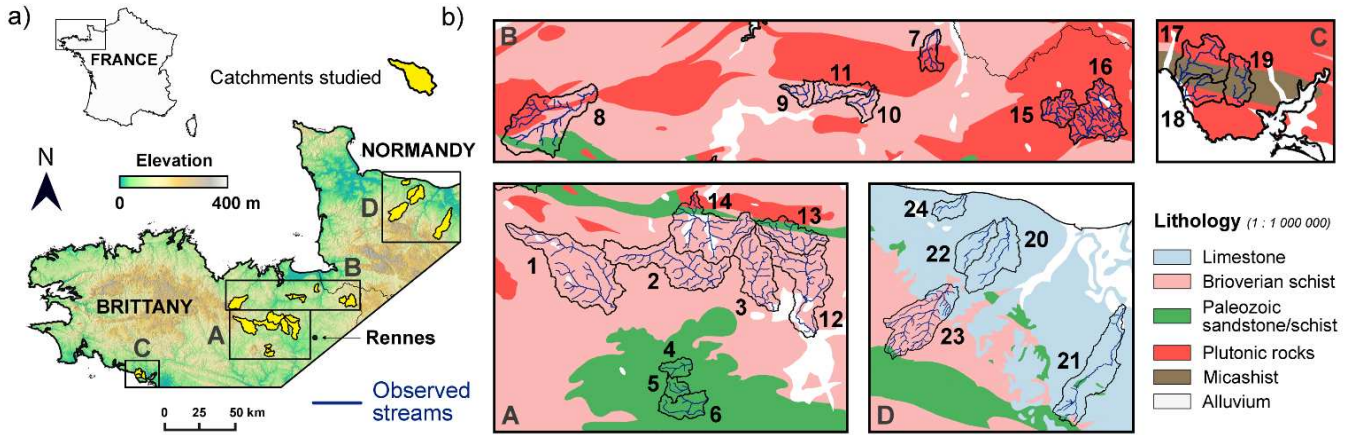 a)
FRANCE
Catchments studied
N
Elevation
0
400 m
NORMANDY
D
BRITTANY
B
A
C
Rennes
Observed
streams
0 25 50 km
b)
B
7
8
9
11
10
15
16
17
18
19
C
14
13
1
2
3
12
4
5
6
A
24
22
20
23
21
D
Lithology (1 : 1 000 000)
Limestone
Brioverian schist
Paleozoic
sandstone/schist
Plutonic rocks
Micashist
Alluvium